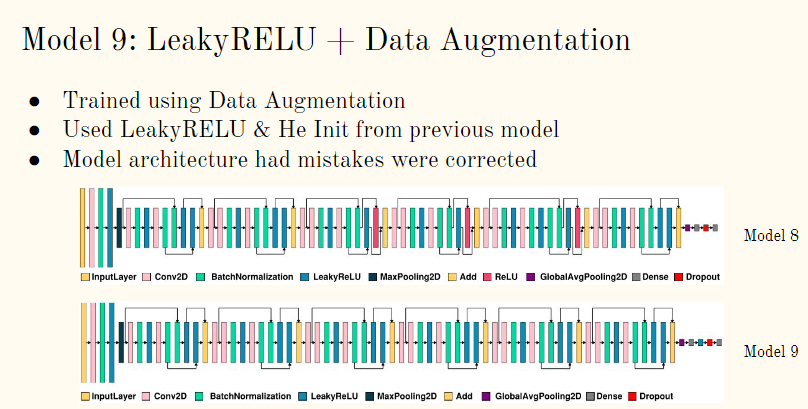 Model 9: LeakyRELU + Data Augmentation
● Trained using Data Augmentation
● Used LeakyRELU & He Init from previous model
● Model architecture had mistakes were corrected
Model 8
InputLayer Conv2D BatchNormalization LeakyReLU MaxPooling2D Add ReLU GlobalAvgPooling2D Dense Dropout
Model 9
InputLayer Conv2D BatchNormalization LeakyReLU MaxPooling2D Add GlobalAvgPooling2D Dense Dropout